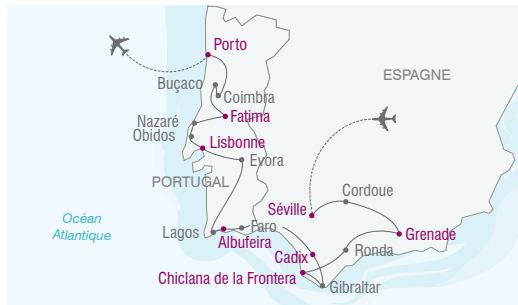 Porto
ESPAGNE
Buçaco
Coimbra
Nazaré
Fatima
Obidos
Lisbonne
Evora
PORTUGAL
Cordoue
Séville
Océan
Atlantique
Lagos
Faro
Albufeira
Grenade
Cadix
Ronda
Chiclana de la Frontera
Gibraltar